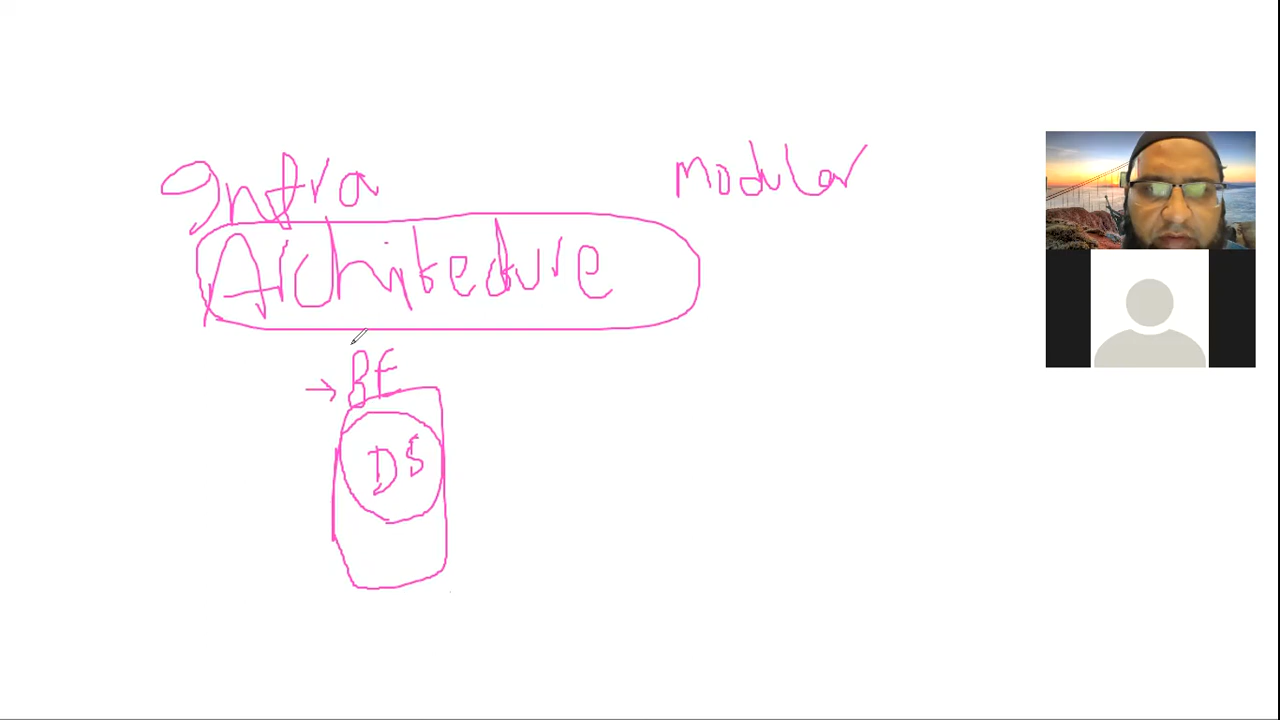 Infra modular
Architecture
→ BE
DS